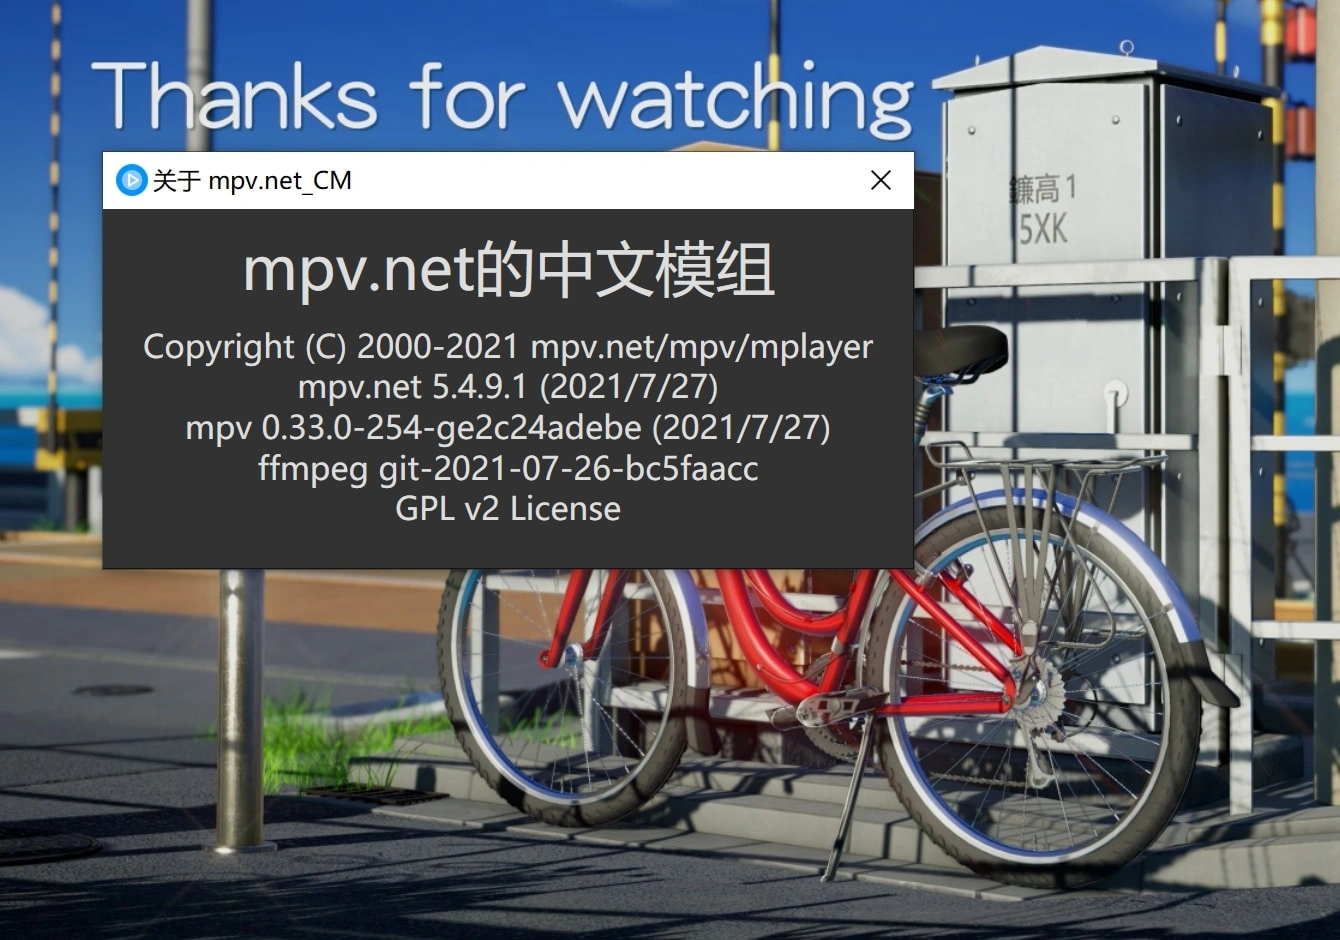 Thanks for watching
关于 mpv.net_CM
mpv.net的中文模组
Copyright (C) 2000-2021 mpv.net/mpv/mplayer
mpv.net 5.4.9.1 (2021/7/27)
mpv 0.33.0-254-ge2c24adebe (2021/7/27)
ffmpeg git-2021-07-26-bc5faacc
GPL v2 License
鐮高1
5XK